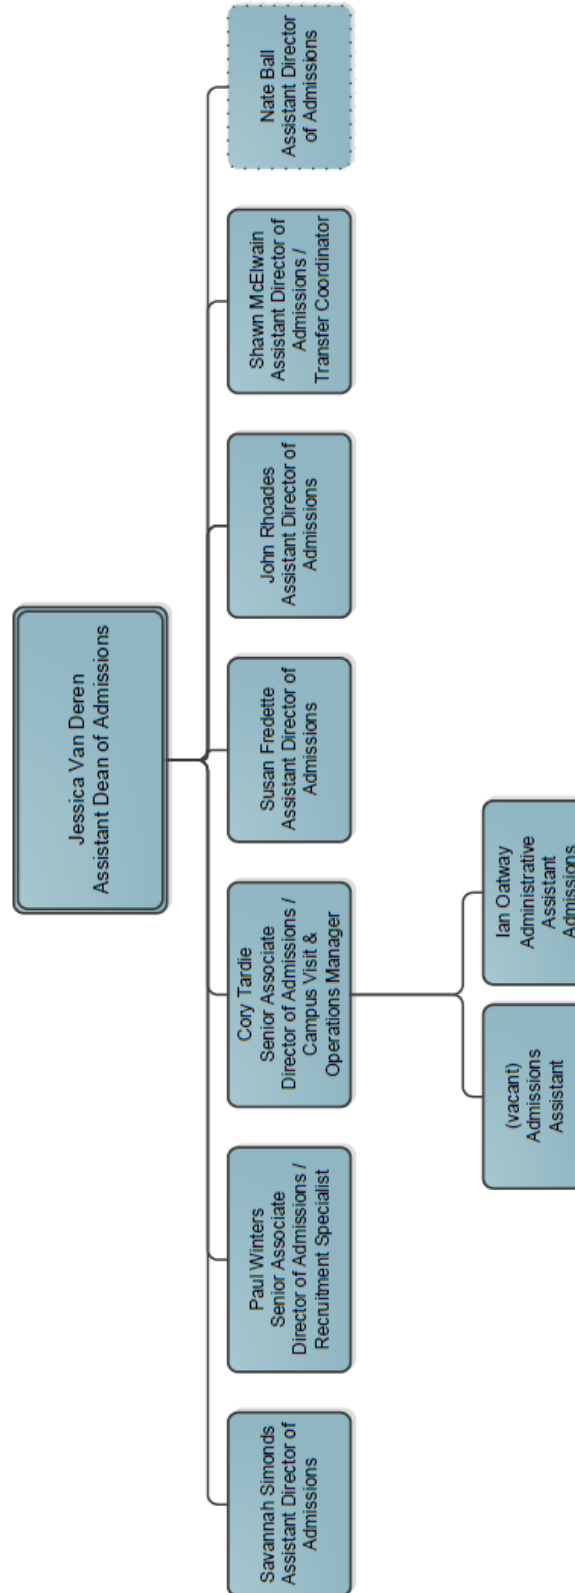 Jessica Van Deren
Assistant Dean of Admissions
Savannah Simonds
Assistant Director of
Admissions
Paul Winters
Senior Associate
Director of Admissions /
Recruitment Specialist
Cory Tardie
Senior Associate
Director of Admissions /
Campus Visit &
Operations Manager
Susan Fredette
Assistant Director of
Admissions
John Rhoades
Assistant Director of
Admissions
Shawn McElwain
Assistant Director of
Admissions /
Transfer Coordinator
Nate Ball
Assistant Director
of Admissions
(vacant)
Admissions
Assistant
Ian Oatway
Administrative
Assistant
Admissions